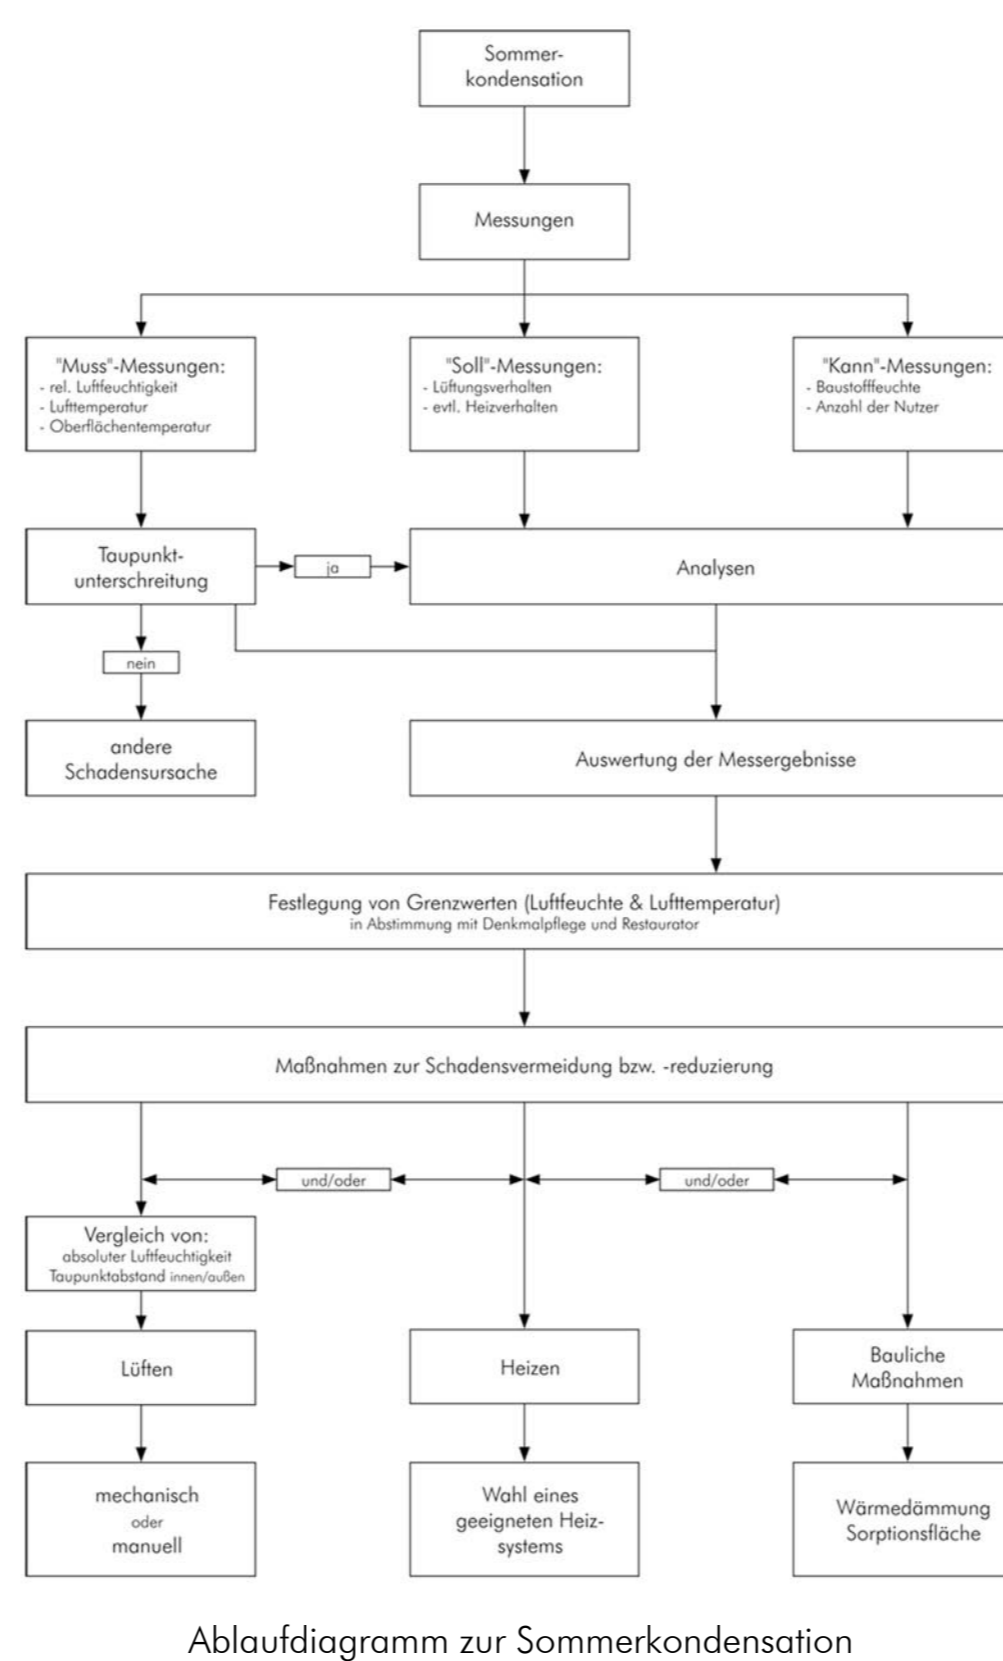 Sommer-
kondensation
Messungen
"Muss"-Messungen:
- rel. Luftfeuchtigkeit
- Lufttemperatur
- Oberflächentemperatur
"Soll"-Messungen:
- Lüftungsverhalten
- evtl. Heizverhalten
"Kann"-Messungen:
- Baustofffeuchte
- Anzahl der Nutzer
Taupunkt-
unterschreitung
ja
Analysen
nein
andere
Schadensursache
Auswertung der Messergebnisse
Festlegung von Grenzwerten (Luftfeuchte & Lufttemperatur)
in Abstimmung mit Denkmalpflege und Restaurator
Maßnahmen zur Schadensvermeidung bzw. -reduzierung
und/oder
und/oder
Vergleich von:
absoluter Luftfeuchtigkeit
Taupunktabstand innen/außen
Lüften
Heizen
Bauliche
Maßnahmen
mechanisch
oder
manuell
Wahl eines
geeigneten Heiz-
systems
Wärmedämmung
Sorptionsfläche
Ablaufdiagramm zur Sommerkondensation